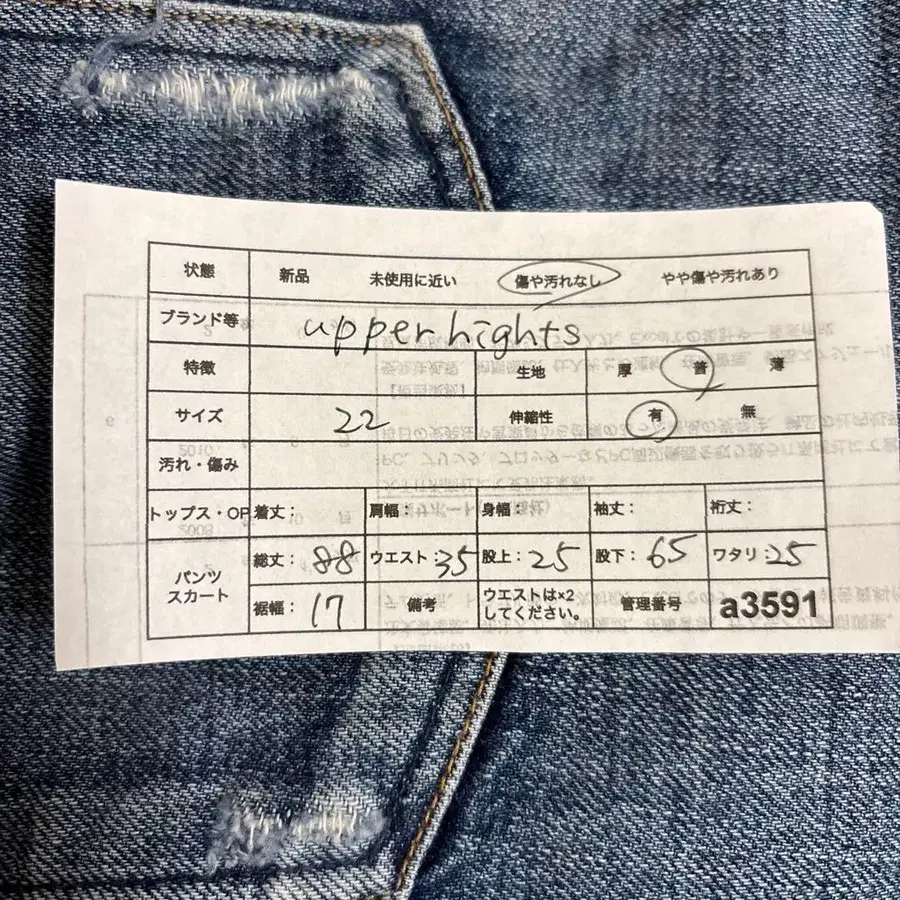 状態 新品 未使用に近い 傷や汚れなし やや傷や汚れあり
ブランド等 upper hights
特徴 生地 厚 普 薄
サイズ 22 伸縮性 有 無
汚れ・傷み
トップス・OP 着丈: 肩幅: 身幅: 袖丈: 裄丈:
パンツ スカート 総丈:88 ウエスト:35 股上:25 股下:65 ワタリ:25
裾幅:17 備考 ウエストは×2 してください。 管理番号 a3591